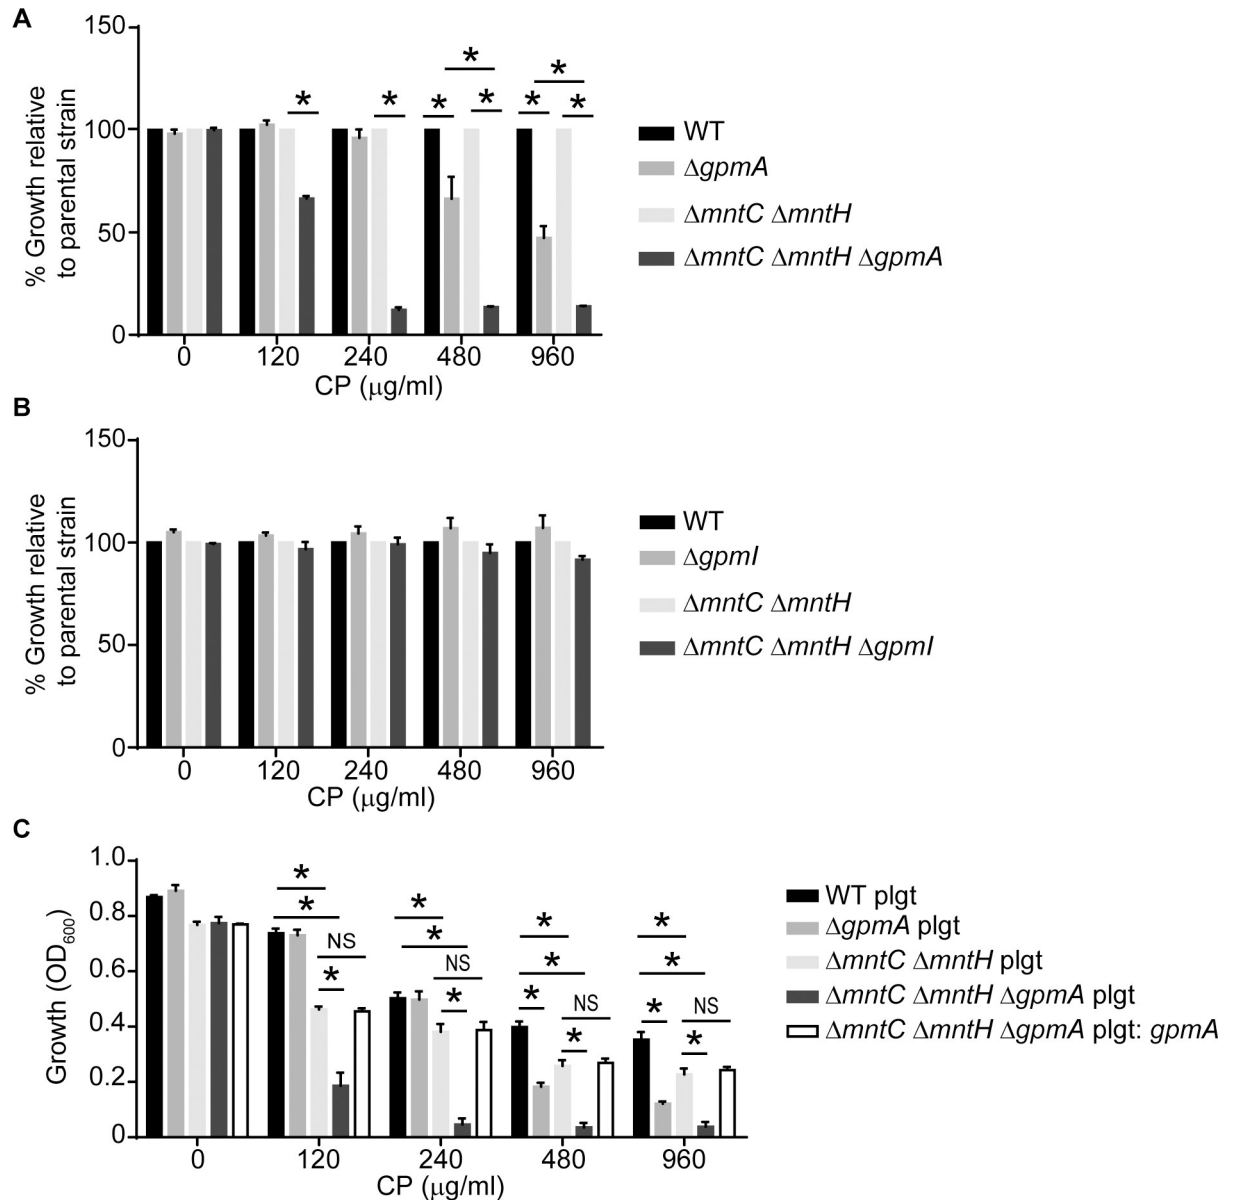 A
150
100
50
0
% Growth relative
to parental strain
* * * * * * * *
0 120 240 480 960
CP (μg/ml)
WT
ΔgpmA
ΔmntC ΔmntH
ΔmntC ΔmntH ΔgpmA
B
150
100
50
0
% Growth relative
to parental strain
0 120 240 480 960
CP (μg/ml)
WT
ΔgpmI
ΔmntC ΔmntH
ΔmntC ΔmntH ΔgpmI
C
1.0
0.8
0.6
0.4
0.2
0
Growth (OD600)
* * * *
* * * *
NS NS NS NS
* * * * * *
0 120 240 480 960
CP (μg/ml)
WT plgt
ΔgpmA plgt
ΔmntC ΔmntH plgt
ΔmntC ΔmntH ΔgpmA plgt
ΔmntC ΔmntH ΔgpmA plgt: gpmA